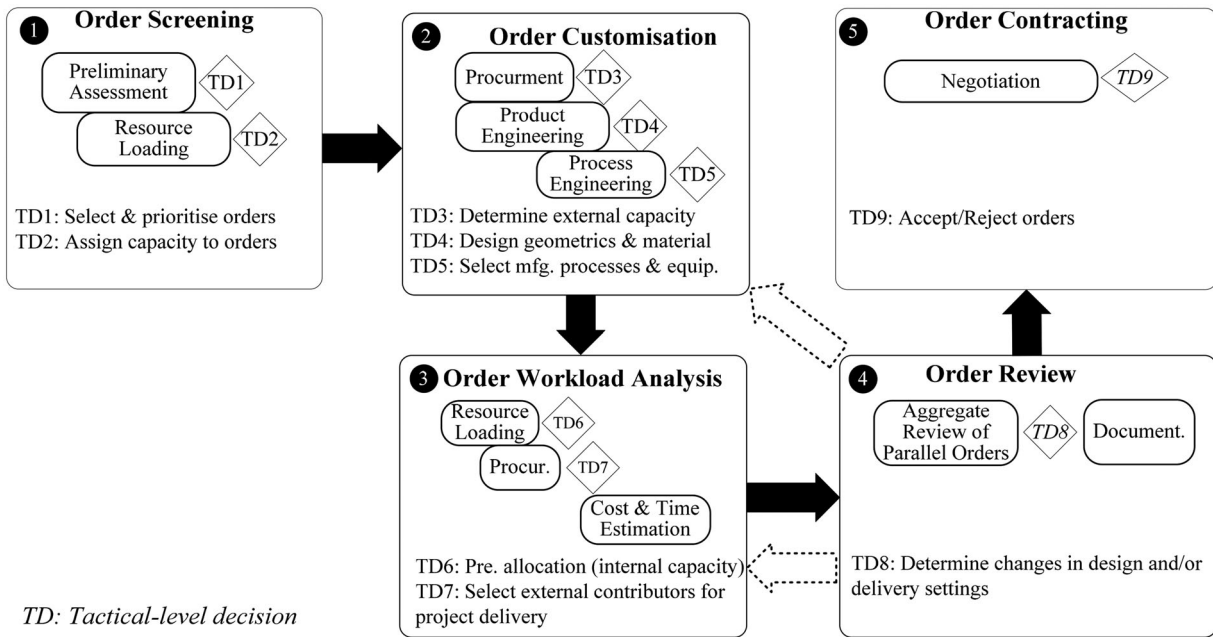 1 Order Screening
Preliminary
Assessment
TD1
Resource
Loading
TD2
TD1: Select & prioritise orders
TD2: Assign capacity to orders
2 Order Customisation
Procurment
TD3
Product
Engineering
TD4
Process
Engineering
TD5
TD3: Determine external capacity
TD4: Design geometrics & material
TD5: Select mfg. processes & equip.
3 Order Workload Analysis
Resource
Loading
TD6
Procur.
TD7
Cost & Time
Estimation
TD6: Pre. allocation (internal capacity)
TD7: Select external contributors for
project delivery
4 Order Review
Aggregate
Review of
Parallel Orders
TD8
Document.
TD8: Determine changes in design and/or
delivery settings
5 Order Contracting
Negotiation
TD9
TD9: Accept/Reject orders
TD: Tactical-level decision